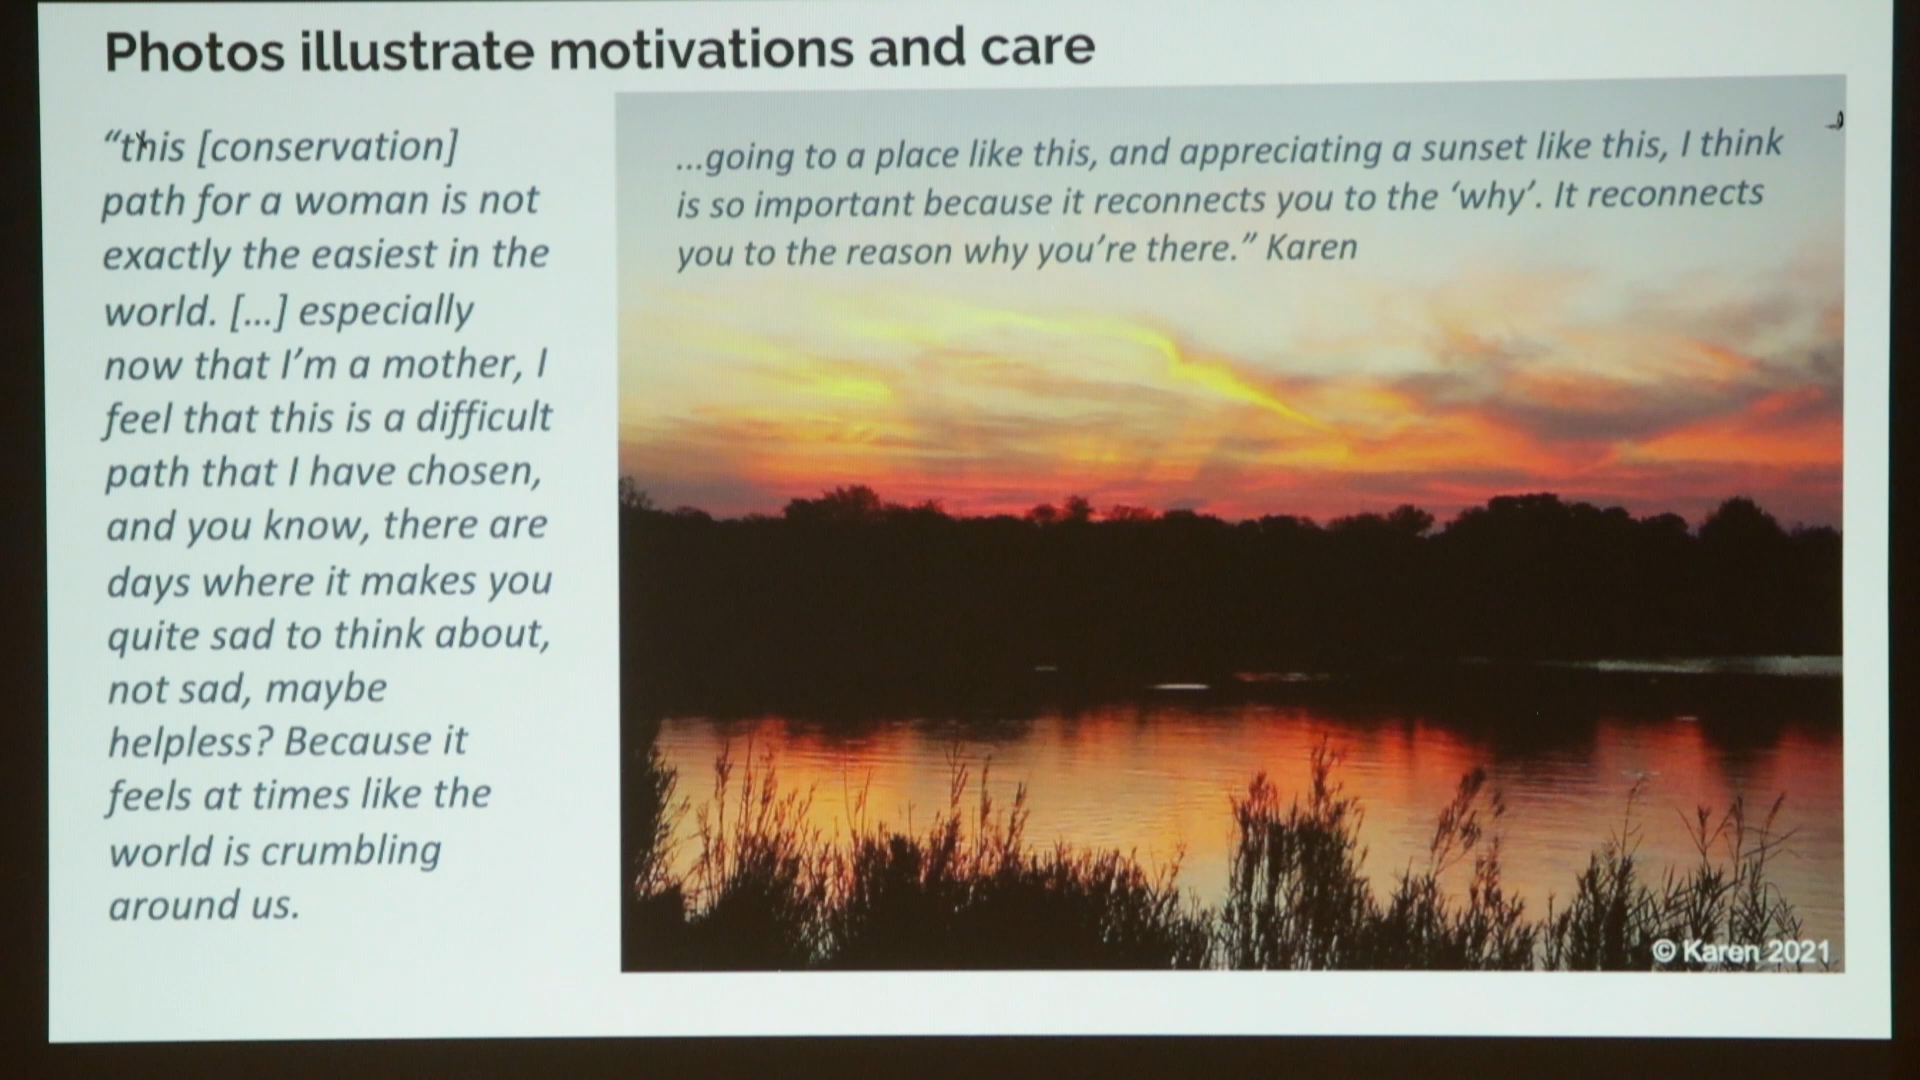 Photos illustrate motivations and care
“this [conservation]
path for a woman is not
exactly the easiest in the
world. [...] especially
now that I’m a mother, I
feel that this is a difficult
path that I have chosen,
and you know, there are
days where it makes you
quite sad to think about,
not sad, maybe
helpless? Because it
feels at times like the
world is crumbling
around us.
...going to a place like this, and appreciating a sunset like this, I think
is so important because it reconnects you to the ‘why’. It reconnects
you to the reason why you’re there.” Karen
© Karen 2021